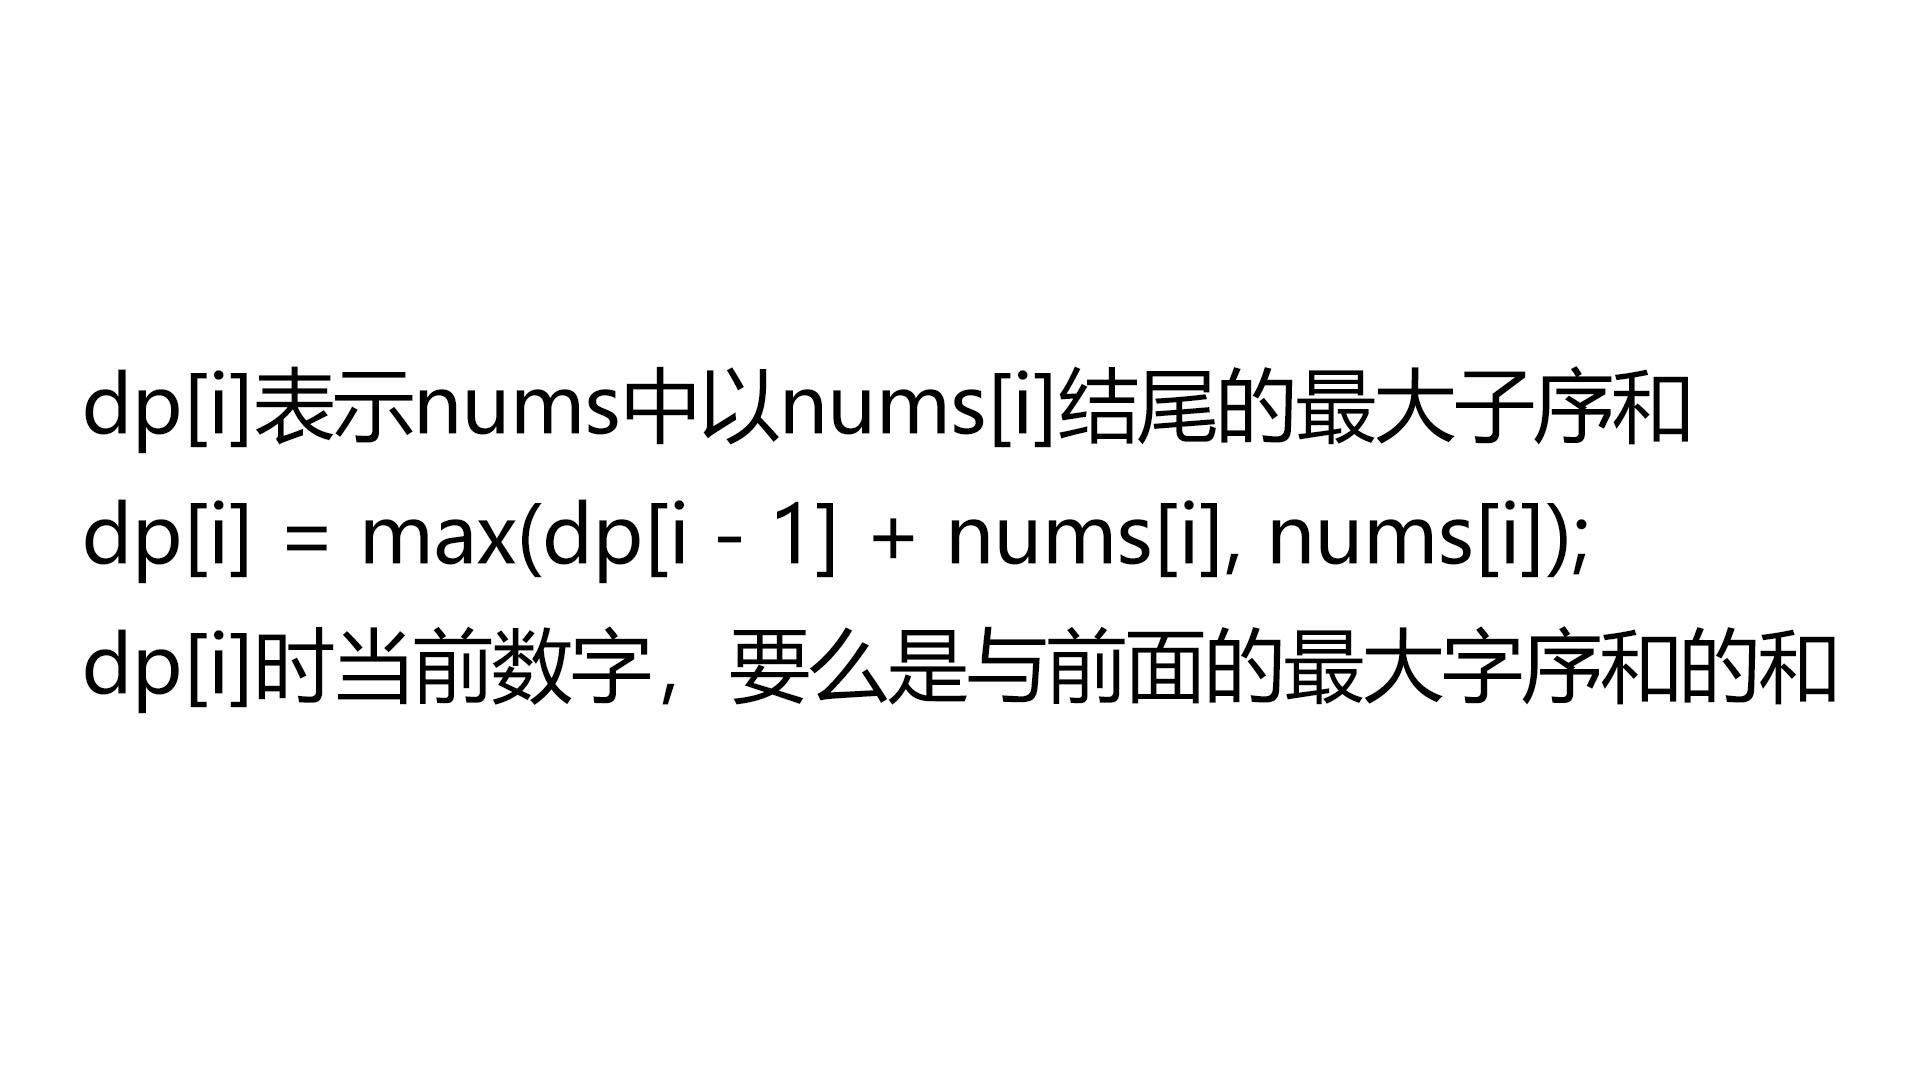 dp[i]表示nums中以nums[i]结尾的最大子序和
dp[i] = max(dp[i - 1] + nums[i], nums[i]);
dp[i]时当前数字，要么是与前面的最大字序和的和